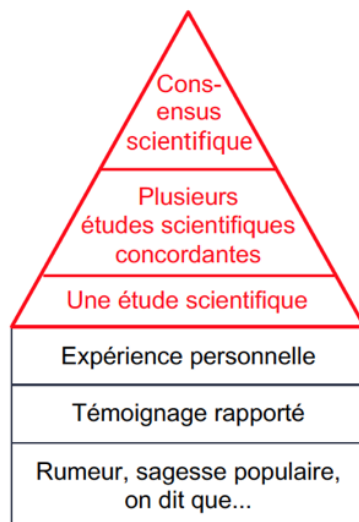 Cons-
ensus
scientifique
Plusieurs
études scientifiques
concordantes
Une étude scientifique
Expérience personnelle
Témoignage rapporté
Rumeur, sagesse populaire,
on dit que...